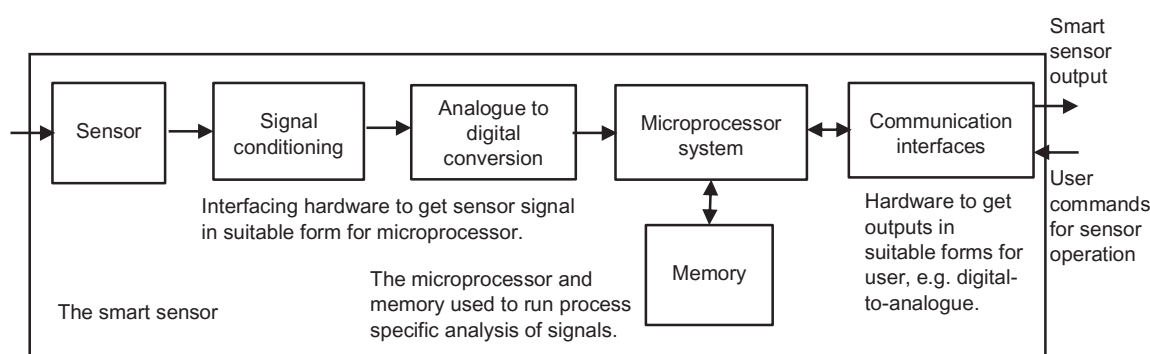 Smart
sensor
output
Sensor
Signal
conditioning
Analogue to
digital
conversion
Microprocessor
system
Communication
interfaces
User
commands
for sensor
operation
Interfacing hardware to get sensor signal
in suitable form for microprocessor.
Hardware to get
outputs in
suitable forms for
user, e.g. digital-
to-analogue.
The microprocessor and
memory used to run process
specific analysis of signals.
Memory
The smart sensor